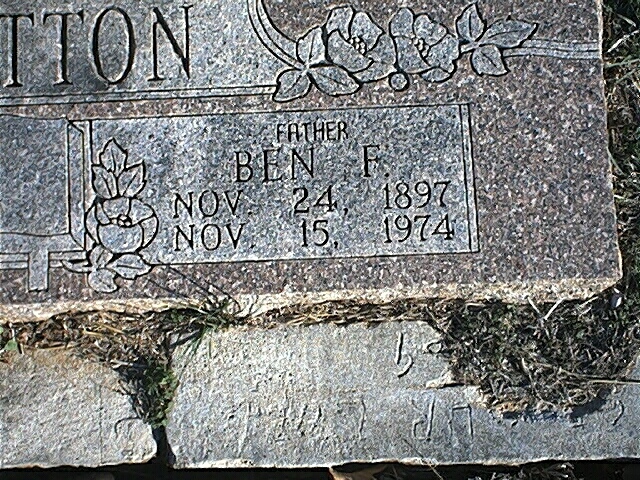 TTON
FATHER
BEN F.
NOV. 24, 1897
NOV. 15, 1974